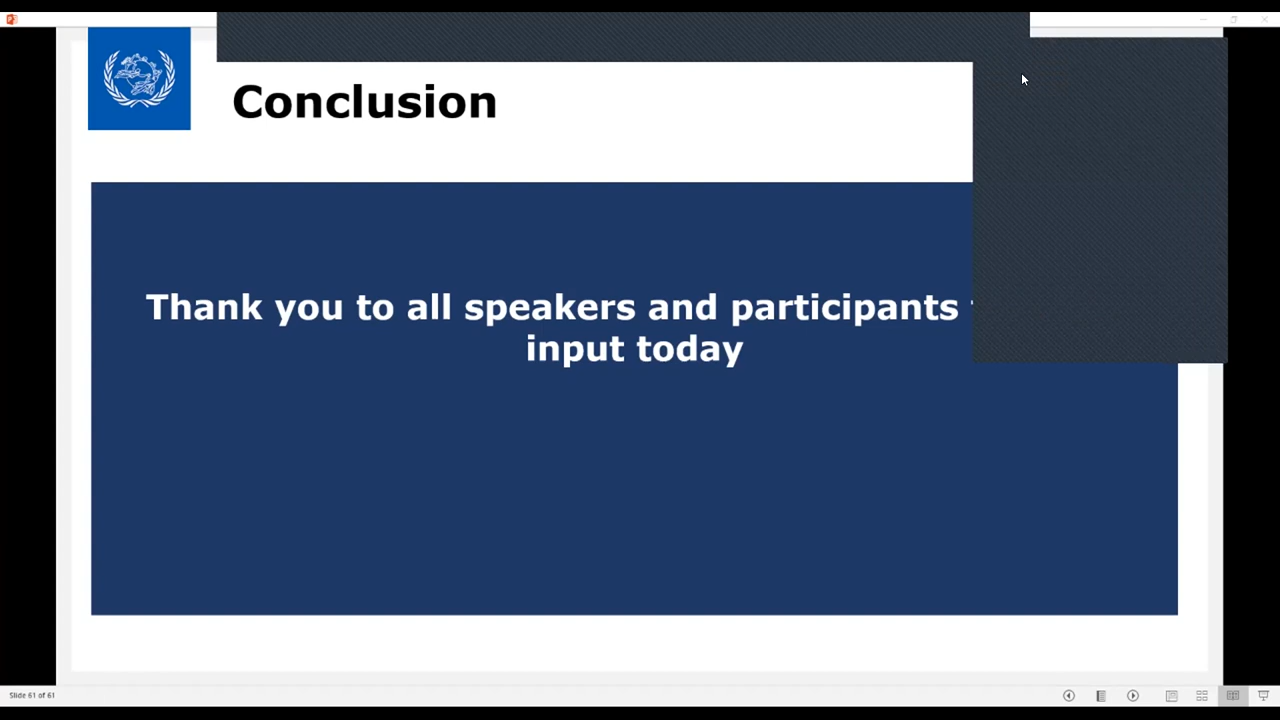 Conclusion
Thank you to all speakers and participants
input today
Slide 61 of 61